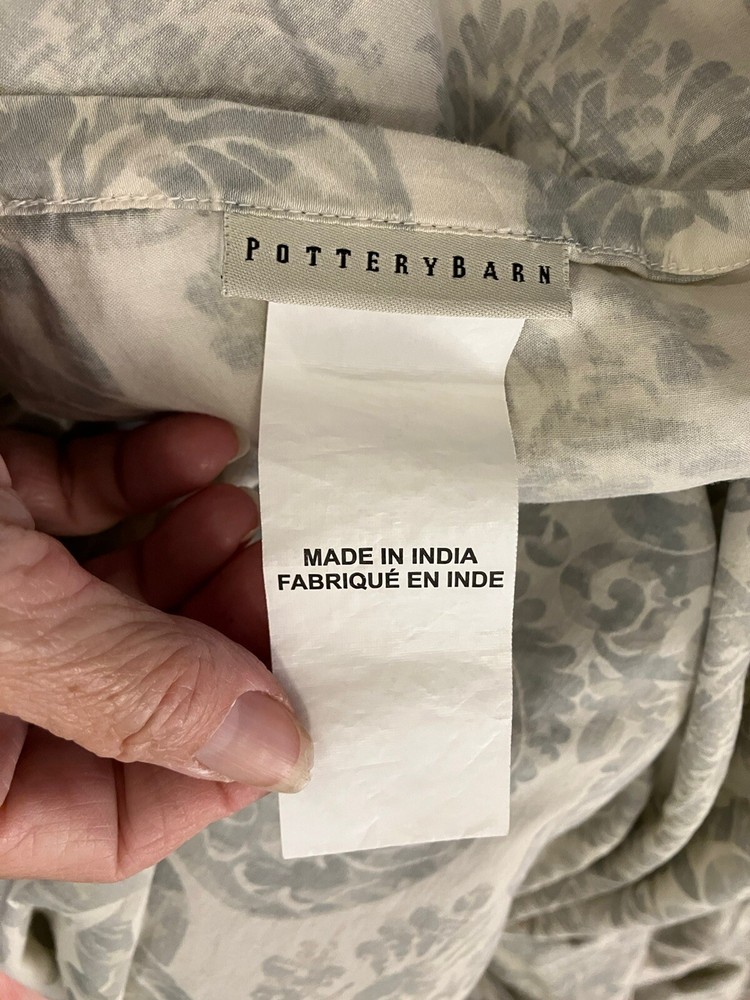 POTTERYBARN
MADE IN INDIA
FABRIQUÉ EN INDE